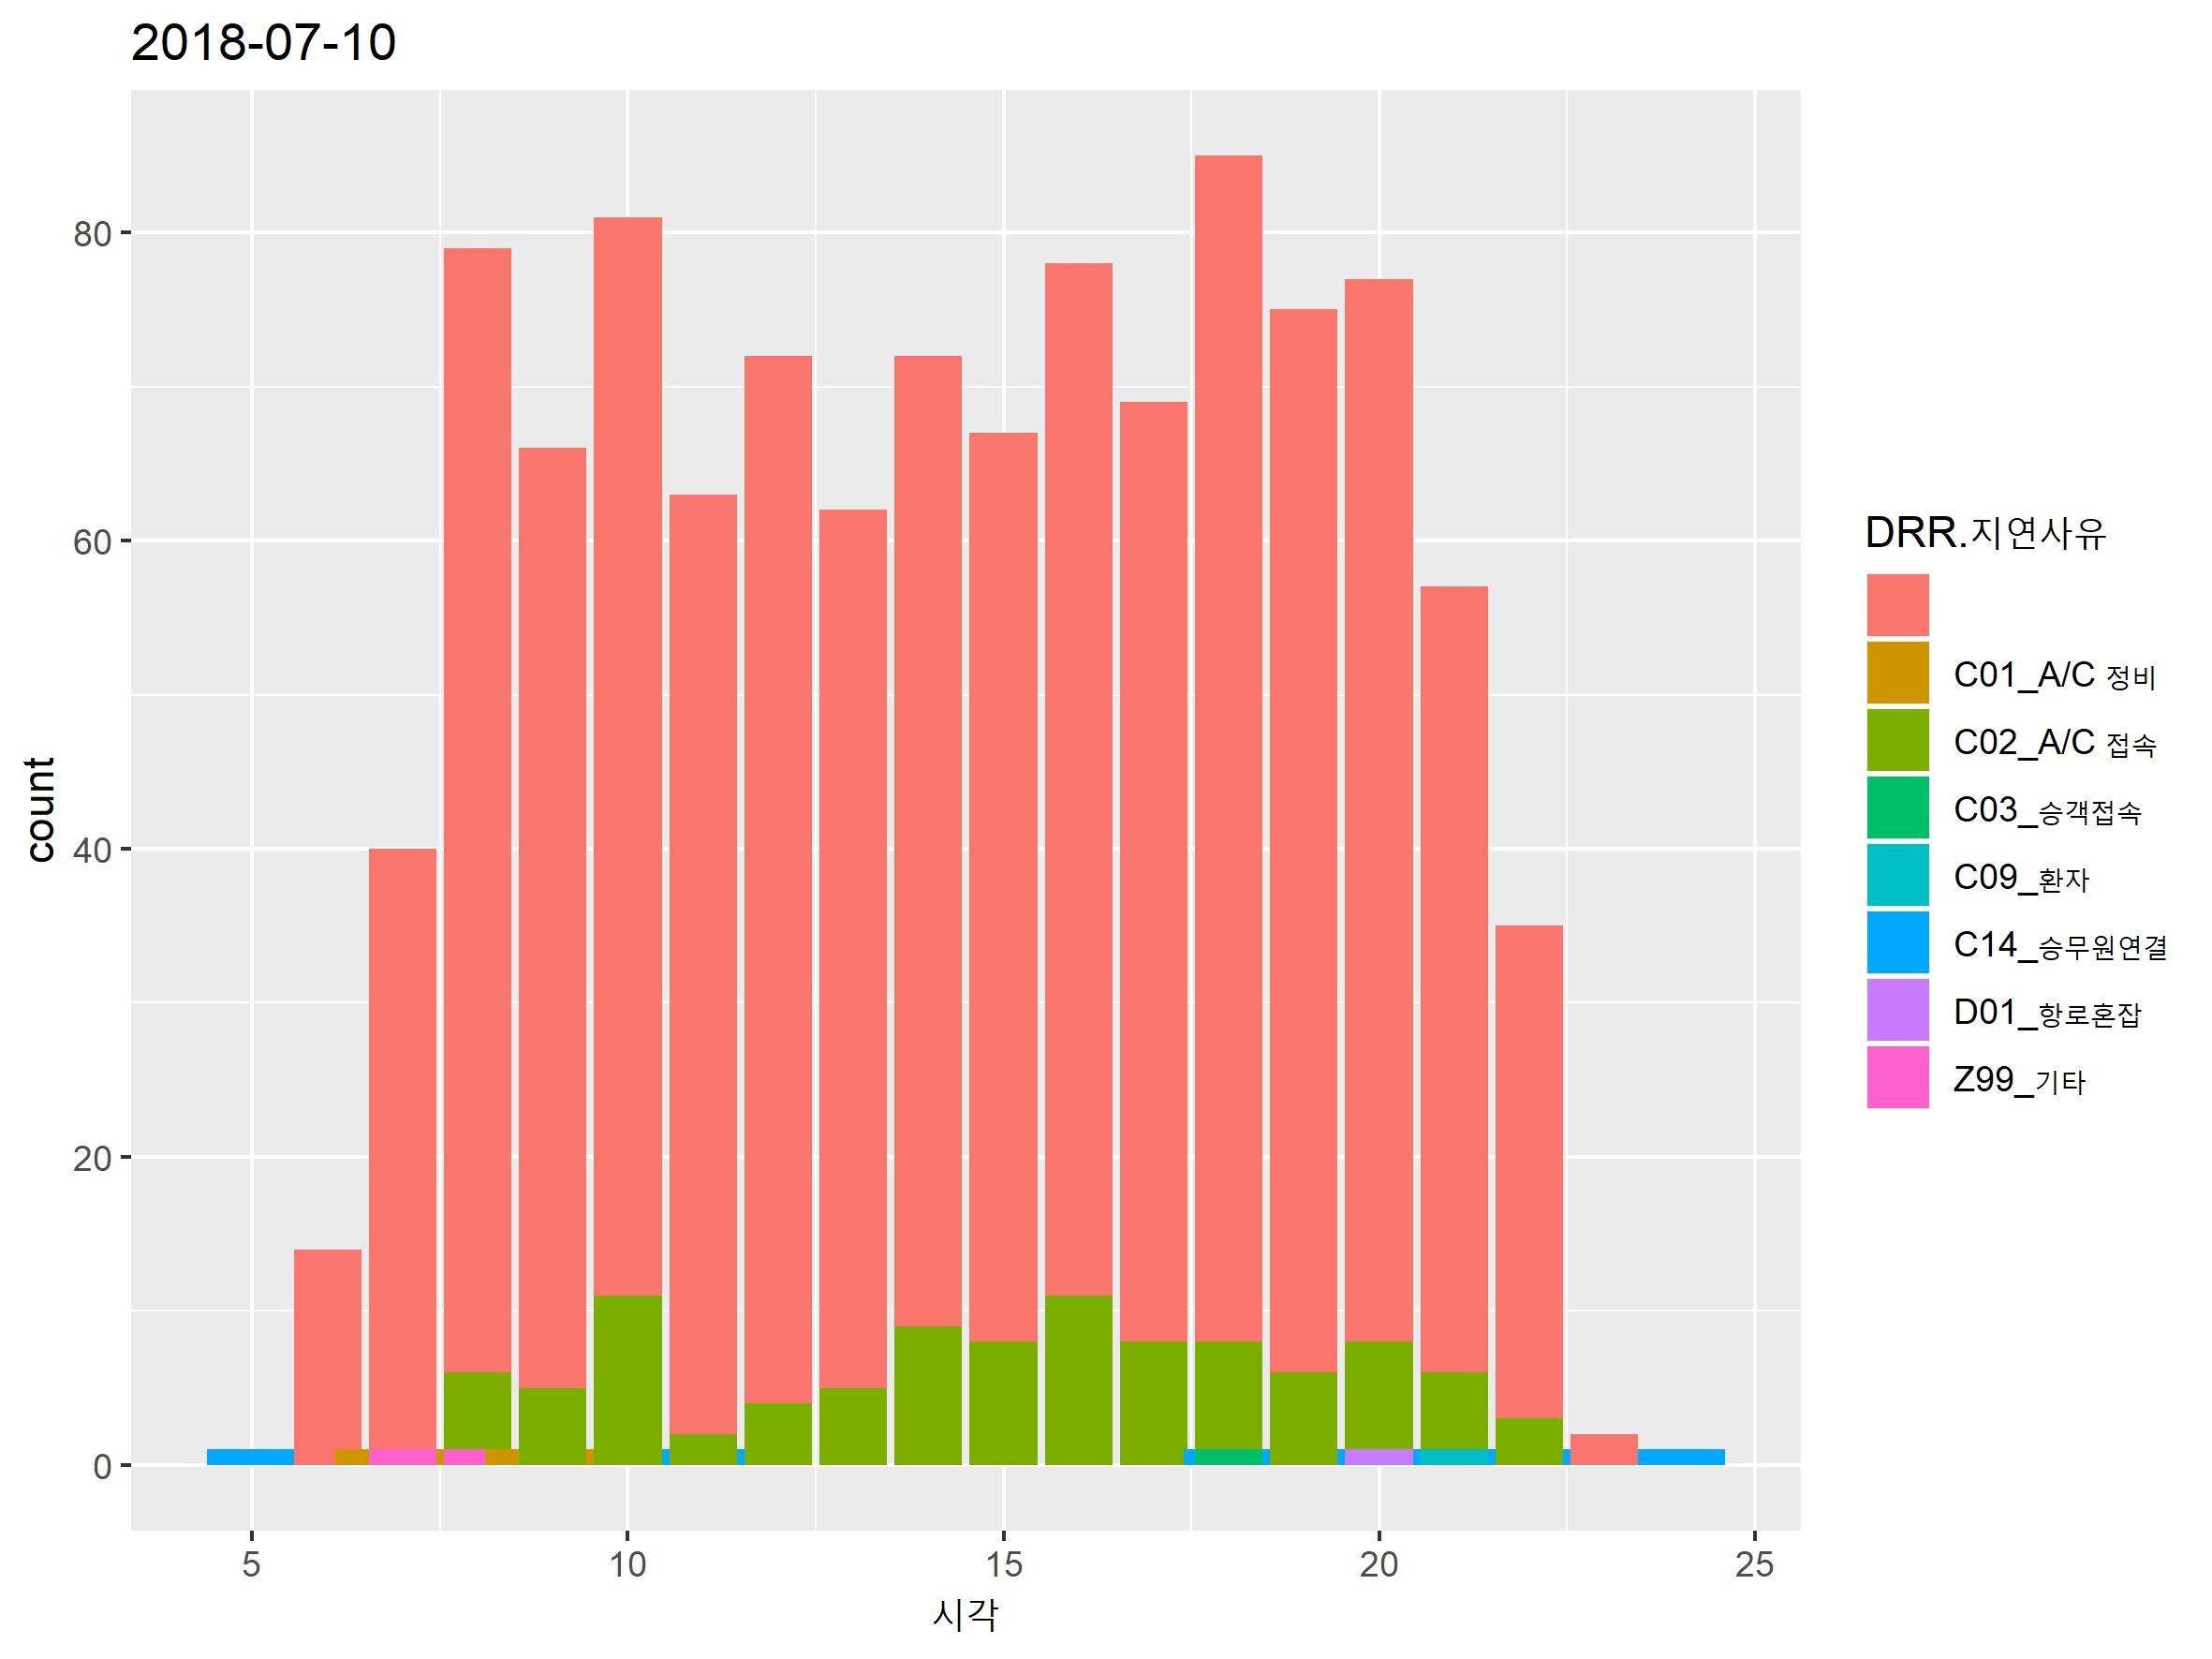 2018-07-10
count
80
60
40
20
0
5 10 15 20 25
시각
DRR.지연사유
C01_A/C 정비
C02_A/C 접속
C03_승객접속
C09_환자
C14_승무원연결
D01_항로혼잡
Z99_기타